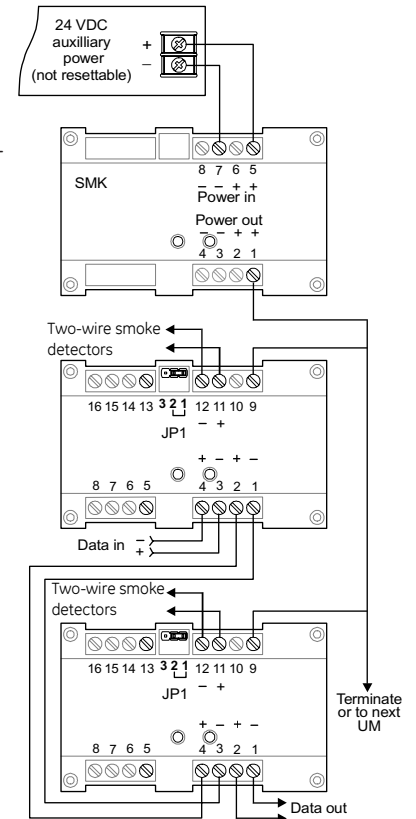 24 VDC
auxilliary
power
(not resettable)
+
–
8 7 6 5
– – + +
SMK
Power in
Power out
– – + +
4 3 2 1
Two-wire smoke
detectors
16 15 14 13 3 2 1 12 11 10 9
– +
JP1
+ – + –
8 7 6 5 4 3 2 1
Data in – +
Two-wire smoke
detectors
16 15 14 13 3 2 1 12 11 10 9
– +
JP1
Terminate
or to next
UM
+ – + –
8 7 6 5 4 3 2 1
Data out